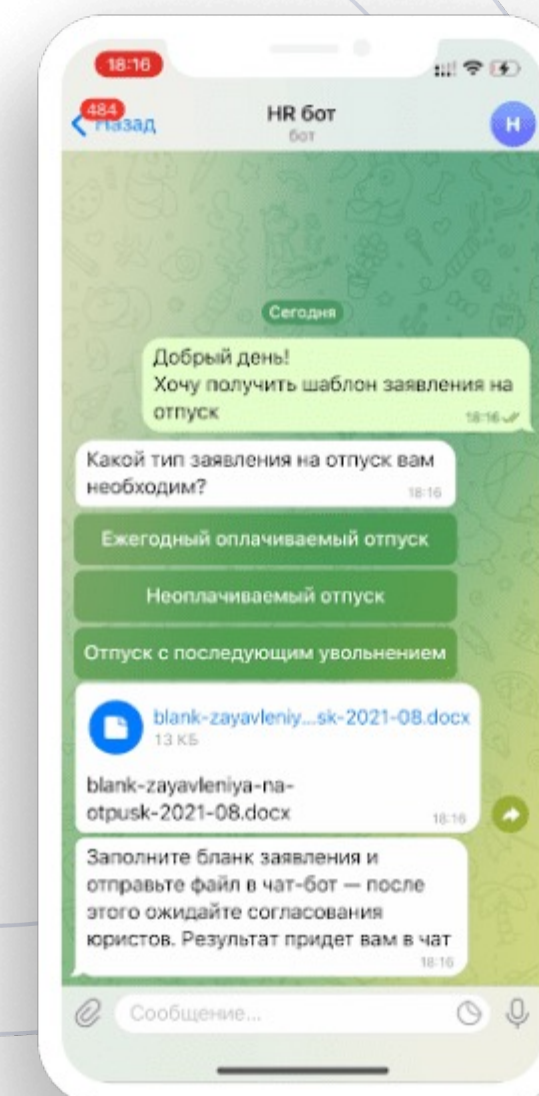 18:16
484
Назад
HR бот
бот
Н
Сегодня
Добрый день!
Хочу получить шаблон заявления на
отпуск
18:16
Какой тип заявления на отпуск вам
необходим?
18:16
Ежегодный оплачиваемый отпуск
Неоплачиваемый отпуск
Отпуск с последующим увольнением
blank-zayavleniy...sk-2021-08.docx
13 КБ
blank-zayavleniya-na-
otpusk-2021-08.docx
18:16
Заполните бланк заявления и
отправьте файл в чат-бот — после
этого ожидайте согласования
юристов. Результат придет вам в чат
18:16
Сообщение...